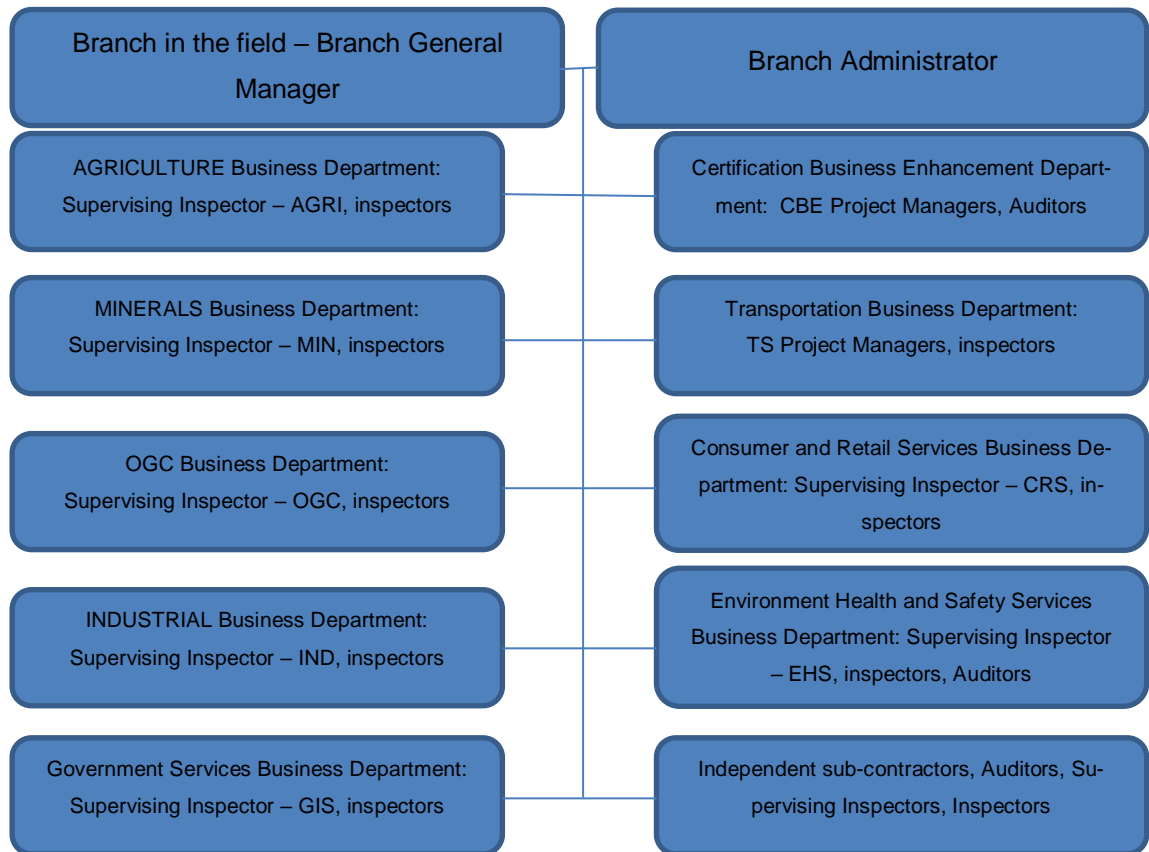 Branch in the field – Branch General
Manager
Branch Administrator
AGRICULTURE Business Department:
Supervising Inspector – AGRI, inspectors
Certification Business Enhancement Depart-
ment: CBE Project Managers, Auditors
MINERALS Business Department:
Supervising Inspector – MIN, inspectors
Transportation Business Department:
TS Project Managers, inspectors
OGC Business Department:
Supervising Inspector – OGC, inspectors
Consumer and Retail Services Business De-
partment: Supervising Inspector – CRS, in-
spectors
INDUSTRIAL Business Department:
Supervising Inspector – IND, inspectors
Environment Health and Safety Services
Business Department: Supervising Inspector
– EHS, inspectors, Auditors
Government Services Business Department:
Supervising Inspector – GIS, inspectors
Independent sub-contractors, Auditors, Su-
pervising Inspectors, Inspectors